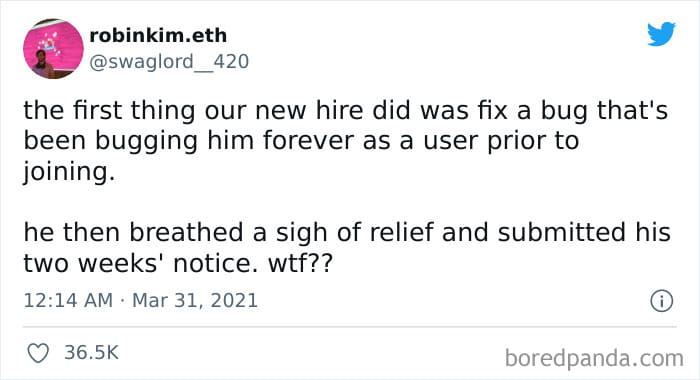 robinkim.eth
@swaglord__420
the first thing our new hire did was fix a bug that's
been bugging him forever as a user prior to
joining.
he then breathed a sigh of relief and submitted his
two weeks' notice. wtf??
12:14 AM · Mar 31, 2021
36.5K
boredpanda.com